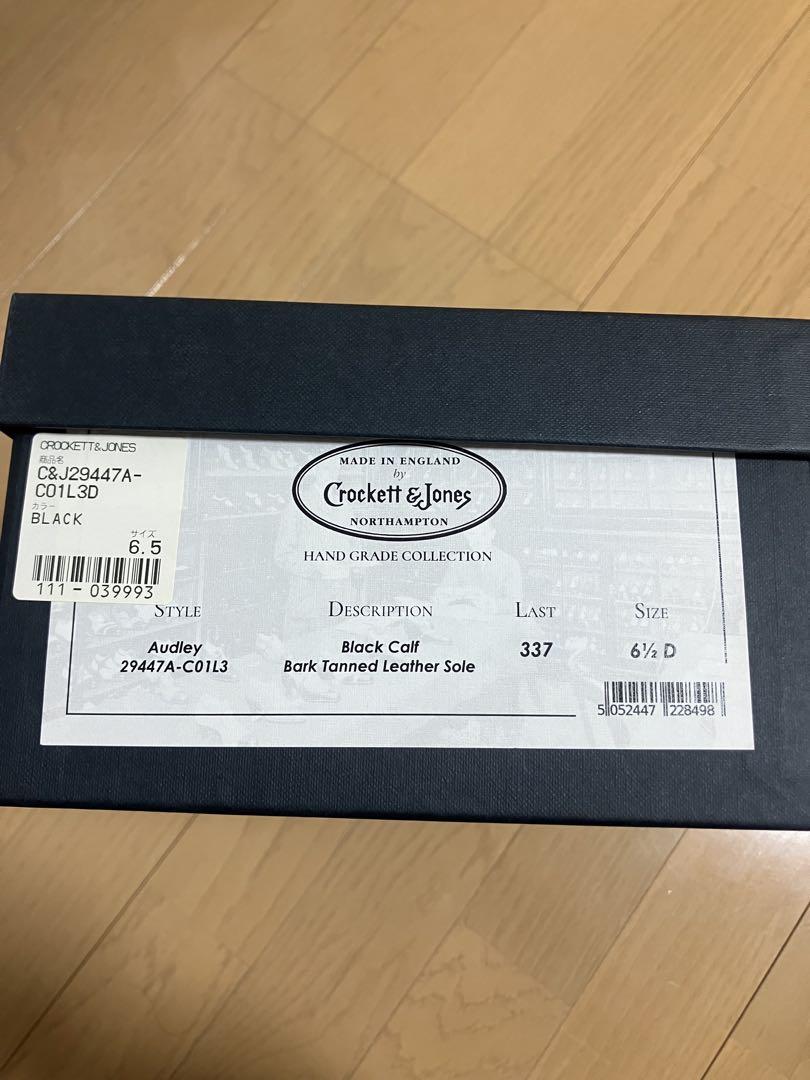 CROCKETT&JONES
商品名
C&J29447A-
C01L3D
カラー
BLACK
サイズ
6.5
111-039993
MADE IN ENGLAND
by
Crockett & Jones
NORTHAMPTON
HAND GRADE COLLECTION
STYLE DESCRIPTION LAST SIZE
Audley Black Calf 337 6½ D
29447A-C01L3 Bark Tanned Leather Sole
5 052447 228498